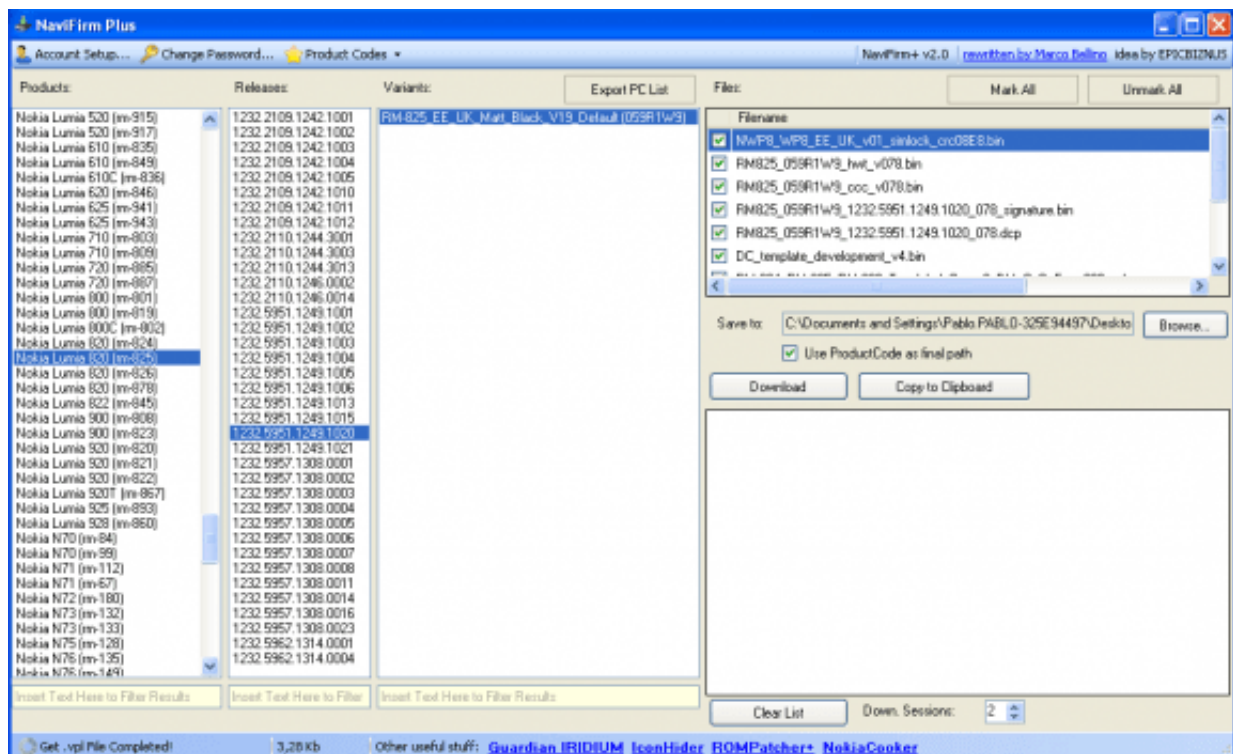 NaviFirm Plus
Account Setup... Change Password... Product Codes
NaviFirm+ v2.0 rewritten by Marco Bellino idea by EPICBIZNUS
Products:
Releases:
Variants:
Export PC List
Files:
Mark All
Unmark All
Nokia Lumia 520 (rm-915)
Nokia Lumia 520 (rm-917)
Nokia Lumia 610 (rm-835)
Nokia Lumia 610 (rm-849)
Nokia Lumia 610C (rm-836)
Nokia Lumia 620 (rm-846)
Nokia Lumia 625 (rm-941)
Nokia Lumia 625 (rm-943)
Nokia Lumia 710 (rm-803)
Nokia Lumia 710 (rm-809)
Nokia Lumia 720 (rm-885)
Nokia Lumia 720 (rm-887)
Nokia Lumia 800 (rm-801)
Nokia Lumia 800 (rm-819)
Nokia Lumia 800C (rm-802)
Nokia Lumia 820 (rm-824)
Nokia Lumia 820 (rm-825)
Nokia Lumia 820 (rm-826)
Nokia Lumia 820 (rm-878)
Nokia Lumia 822 (rm-845)
Nokia Lumia 900 (rm-808)
Nokia Lumia 900 (rm-823)
Nokia Lumia 920 (rm-820)
Nokia Lumia 920 (rm-821)
Nokia Lumia 920 (rm-822)
Nokia Lumia 920T (rm-867)
Nokia Lumia 925 (rm-893)
Nokia Lumia 928 (rm-860)
Nokia N70 (rm-84)
Nokia N70 (rm-99)
Nokia N71 (rm-112)
Nokia N71 (rm-67)
Nokia N72 (rm-180)
Nokia N73 (rm-132)
Nokia N73 (rm-133)
Nokia N75 (rm-128)
Nokia N76 (rm-135)
Nokia N76 (rm-149)
Insert Text Here to Filter Results
1232.2109.1242.1001
1232.2109.1242.1002
1232.2109.1242.1003
1232.2109.1242.1004
1232.2109.1242.1005
1232.2109.1242.1010
1232.2109.1242.1011
1232.2109.1242.1012
1232.2110.1244.3001
1232.2110.1244.3003
1232.2110.1244.3013
1232.2110.1246.0002
1232.2110.1246.0014
1232.5951.1249.1001
1232.5951.1249.1002
1232.5951.1249.1003
1232.5951.1249.1004
1232.5951.1249.1005
1232.5951.1249.1006
1232.5951.1249.1013
1232.5951.1249.1015
1232.5951.1249.1020
1232.5951.1249.1021
1232.5957.1308.0001
1232.5957.1308.0002
1232.5957.1308.0003
1232.5957.1308.0004
1232.5957.1308.0005
1232.5957.1308.0006
1232.5957.1308.0007
1232.5957.1308.0008
1232.5957.1308.0011
1232.5957.1308.0014
1232.5957.1308.0016
1232.5957.1308.0023
1232.5962.1314.0001
1232.5962.1314.0004
Insert Text Here to Filter
RM-825_EE_UK_Matt_Black_V19_Default (059R1W9)
Insert Text Here to Filter Results
Filename
NWP8_WP8_EE_UK_v01_simlock_crc08E8.bin
RM825_059R1W9_hwt_v078.bin
RM825_059R1W9_ccc_v078.bin
RM825_059R1W9_1232.5951.1249.1020_078_signature.bin
RM825_059R1W9_1232.5951.1249.1020_078.dcp
DC_template_development_v4.bin
Save to: C:\Documents and Settings\Pablo.PABLO-325E94497\Deskto Browse...
Use ProductCode as final path
Download Copy to Clipboard
Clear List Down. Sessions: 2
Get .vpl File Completed! 3,28 Kb Other useful stuff: Guardian IRIDIUM IconHider ROMPatcher+ NokiaCooker